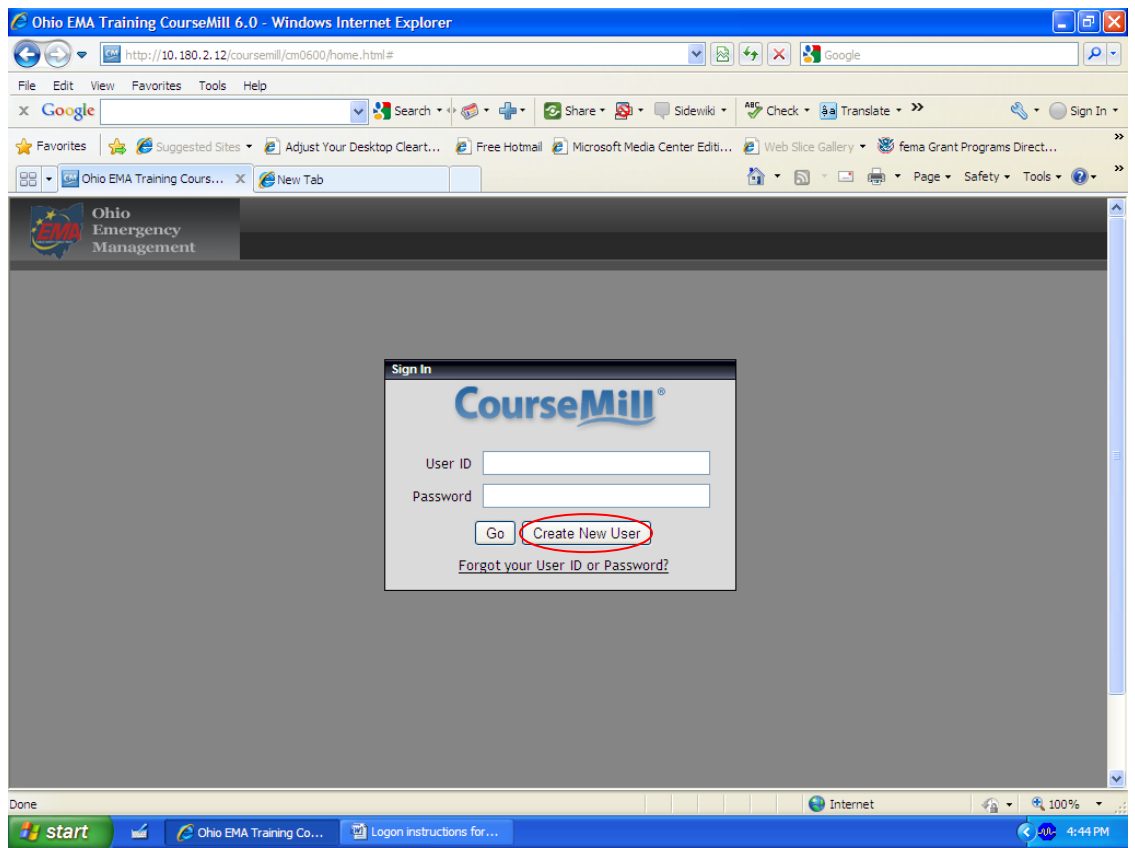 Ohio EMA Training CourseMill 6.0 - Windows Internet Explorer
http://10.180.2.12/coursemill/cm0600/home.html#
Google
File Edit View Favorites Tools Help
x Google Search Share Sidewiki Check Translate >> Sign In
Favorites Suggested Sites Adjust Your Desktop Cleart... Free Hotmail Microsoft Media Center Editi... Web Slice Gallery fema Grant Programs Direct... >>
Ohio EMA Training Cours... X New Tab Page Safety Tools >>
EMA
Ohio
Emergency
Management
Sign In
CourseMill®
User ID
Password
Go Create New User
Forgot your User ID or Password?
Done Internet 100%
start Ohio EMA Training Co... Logon instructions for... 4:44 PM